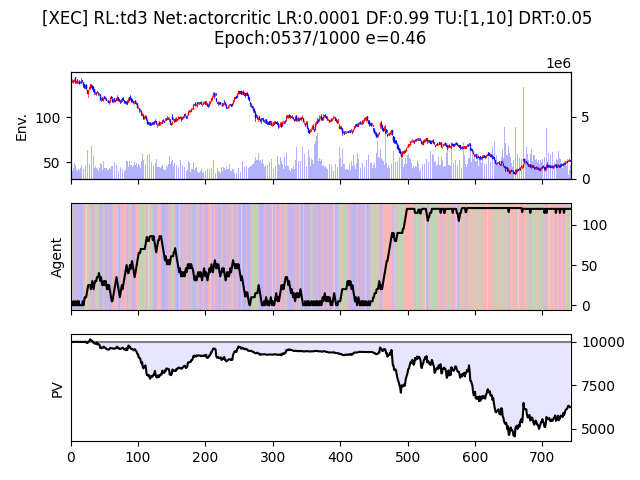 [XEC] RL:td3 Net:actorcritic LR:0.0001 DF:0.99 TU:[1,10] DRT:0.05
Epoch:0537/1000 e=0.46
1e6
Env.
100
50
5
0
Agent
100
50
0
PV
10000
7500
5000
0 100 200 300 400 500 600 700